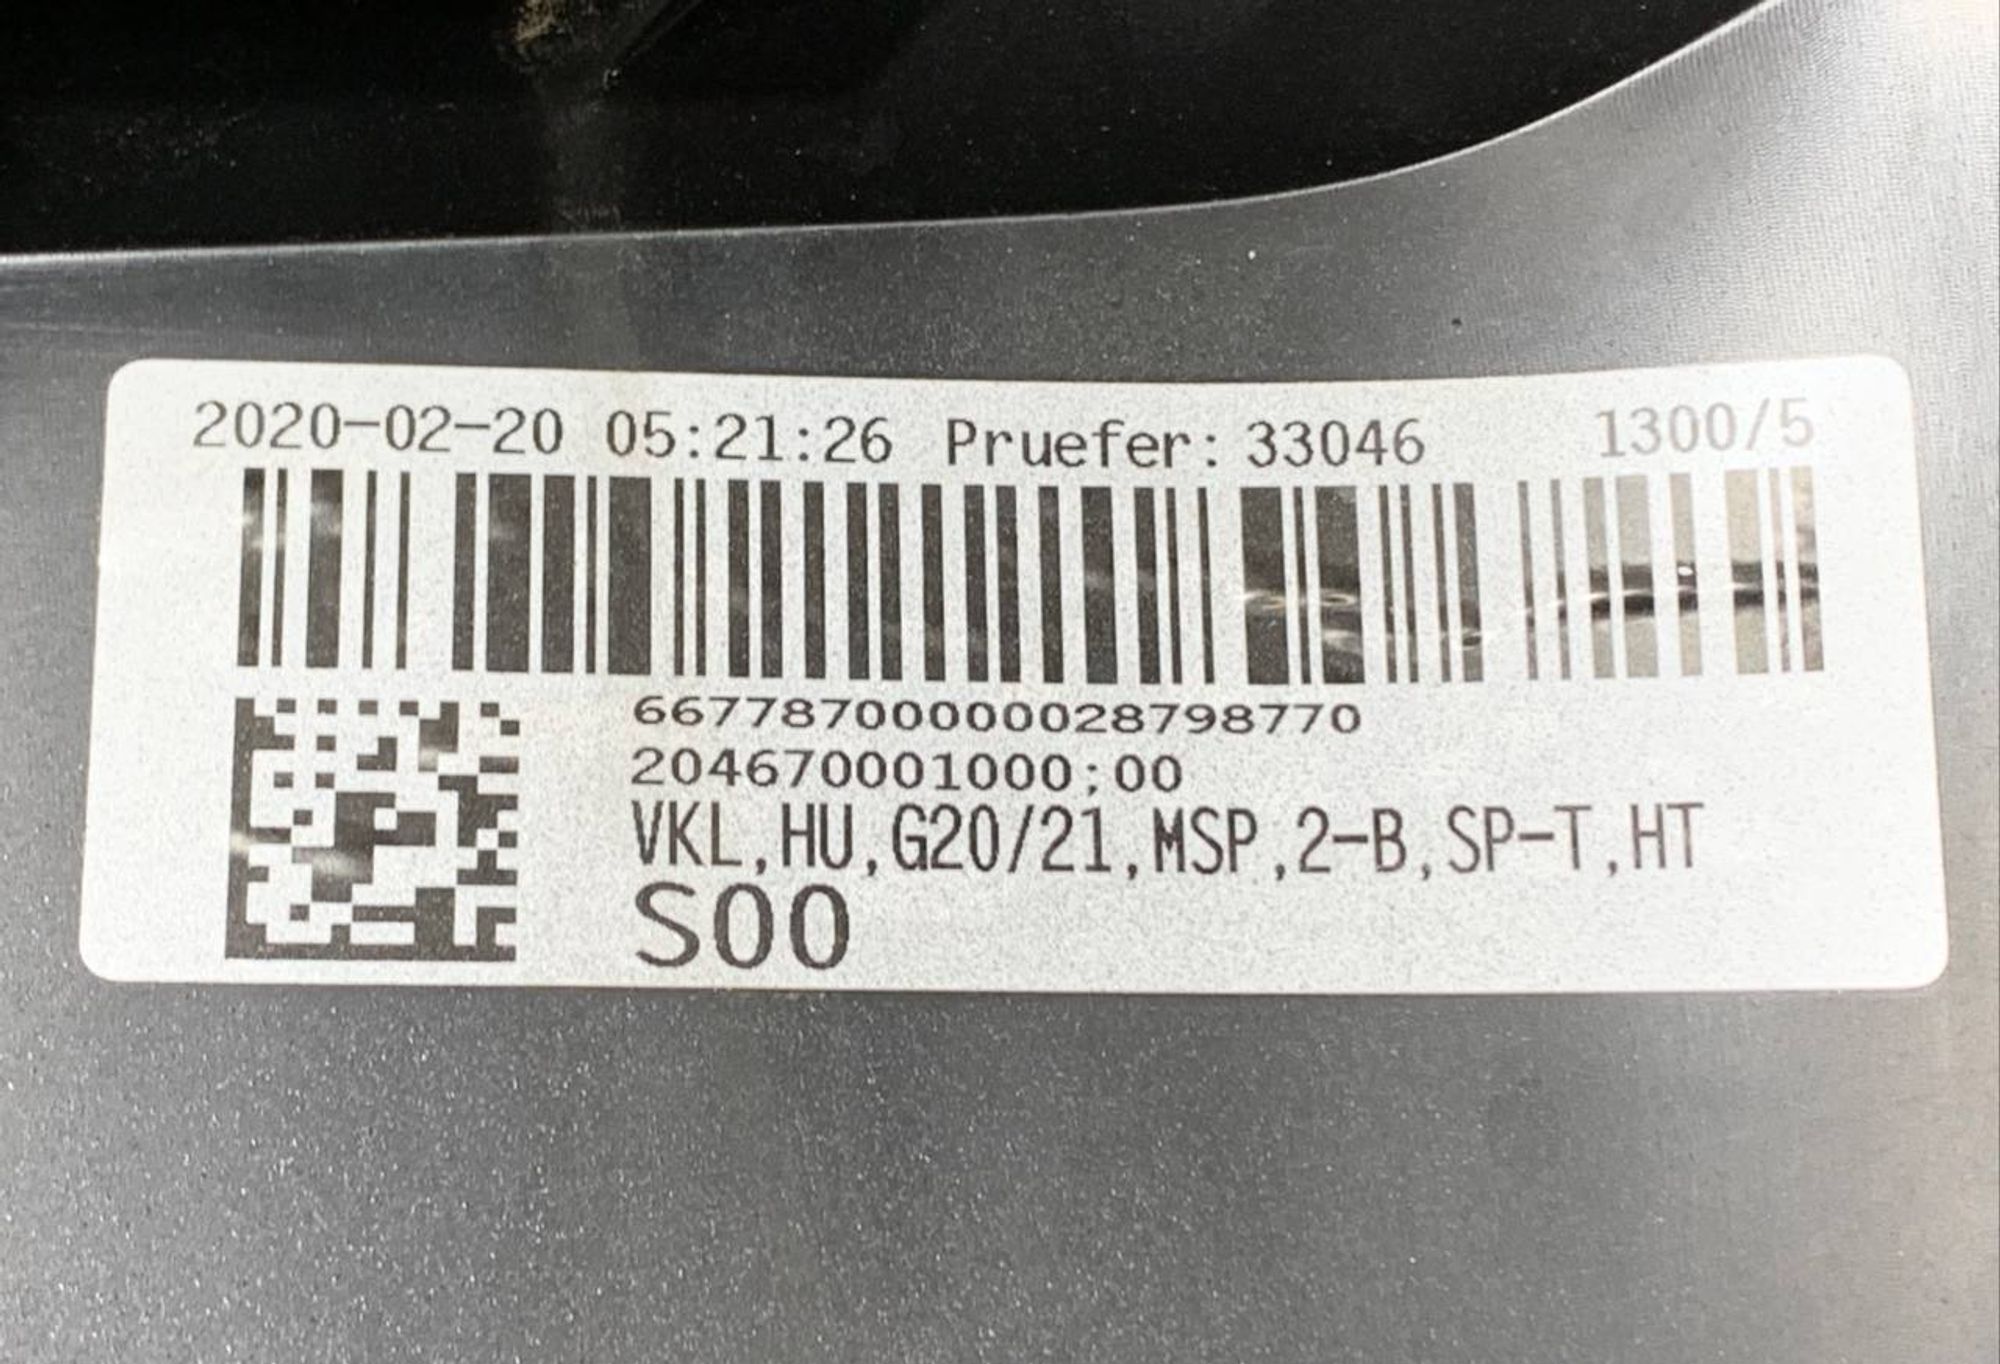 2020-02-20 05:21:26 Pruefer: 33046 1300/5
66778700000028798770
204670001000;00
VKL,HU,G20/21,MSP,2-B,SP-T,HT
S00